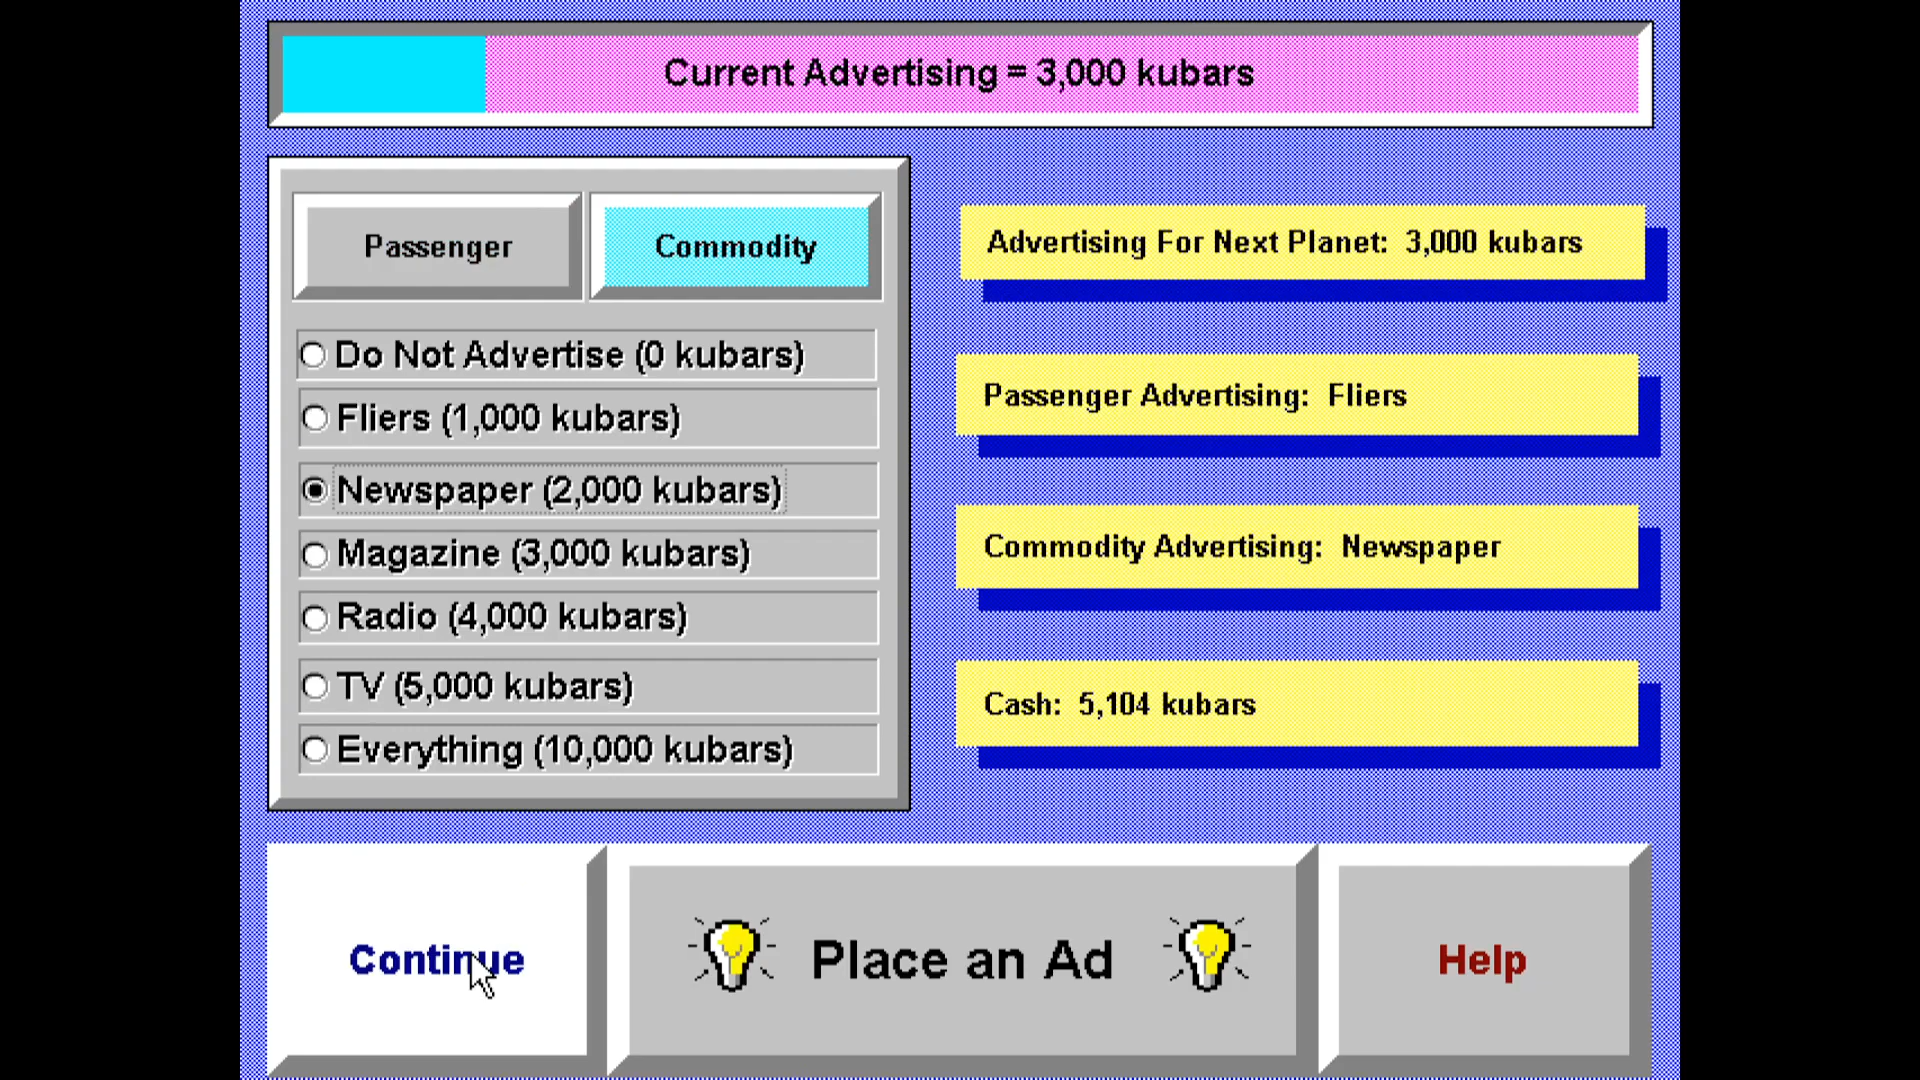 Current Advertising = 3,000 kubars
Passenger
Commodity
Do Not Advertise (0 kubars)
Fliers (1,000 kubars)
Newspaper (2,000 kubars)
Magazine (3,000 kubars)
Radio (4,000 kubars)
TV (5,000 kubars)
Everything (10,000 kubars)
Advertising For Next Planet: 3,000 kubars
Passenger Advertising: Fliers
Commodity Advertising: Newspaper
Cash: 5,104 kubars
Continue
Place an Ad
Help